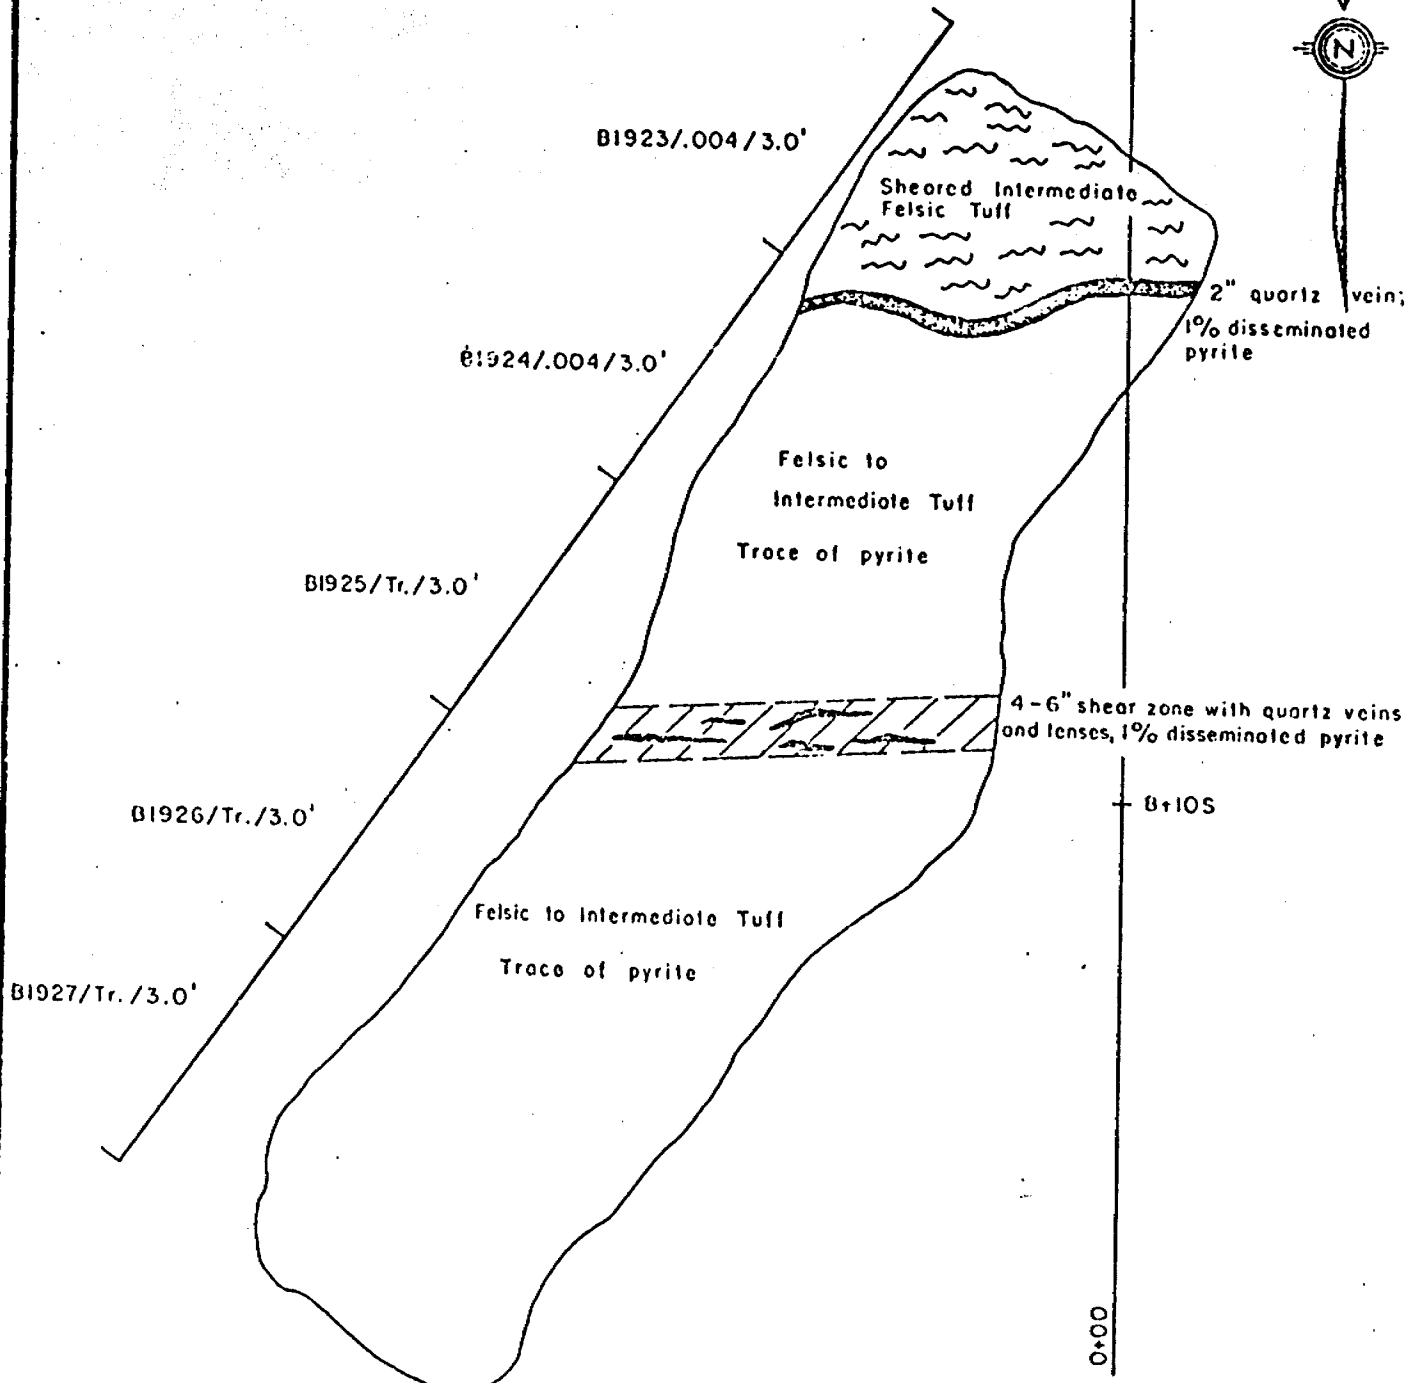 N
B1923/.004/3.0'
Sheared Intermediate
Felsic Tuff
2" quartz vein;
1% disseminated
pyrite
B1924/.004/3.0'
Felsic to
Intermediate Tuff
Trace of pyrite
B1925/Tr./3.0'
4-6" shear zone with quartz veins
and lenses, 1% disseminated pyrite
8+10S
B1926/Tr./3.0'
Felsic to Intermediate Tuff
Trace of pyrite
B1927/Tr./3.0'
0+00